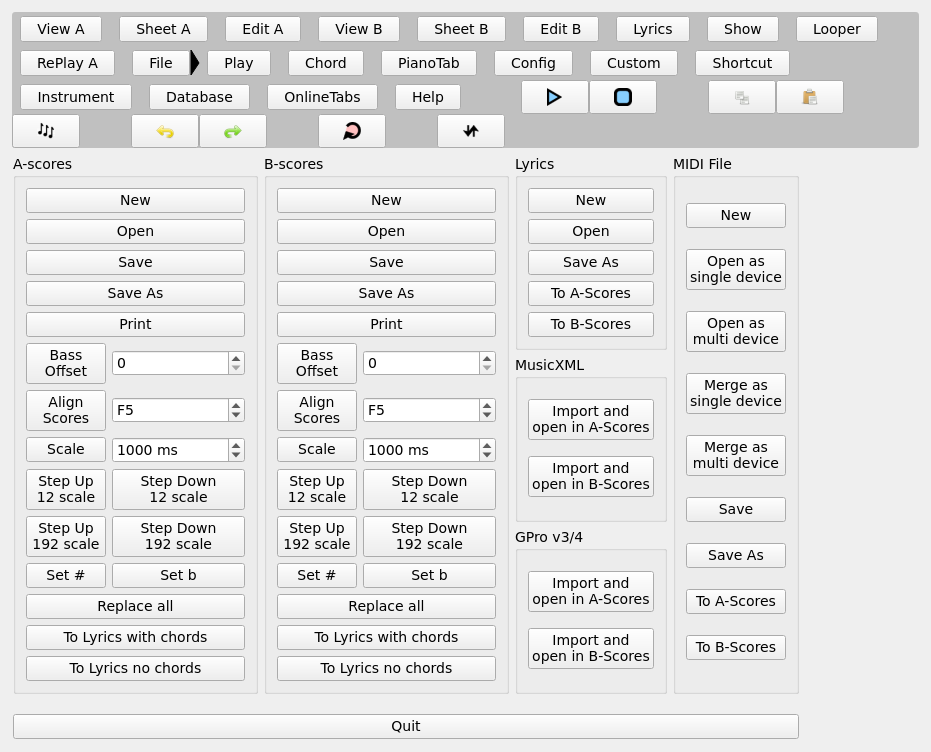 View A Sheet A Edit A View B Sheet B Edit B Lyrics Show Looper
RePlay A File Play Chord PianoTab Config Custom Shortcut
Instrument Database OnlineTabs Help
A-scores
New
Open
Save
Save As
Print
Bass
Offset
0
Align
Scores
F5
Scale 1000 ms
Step Up
12 scale
Step Down
12 scale
Step Up
192 scale
Step Down
192 scale
Set # Set b
Replace all
To Lyrics with chords
To Lyrics no chords
B-scores
New
Open
Save
Save As
Print
Bass
Offset
0
Align
Scores
F5
Scale 1000 ms
Step Up
12 scale
Step Down
12 scale
Step Up
192 scale
Step Down
192 scale
Set # Set b
Replace all
To Lyrics with chords
To Lyrics no chords
Lyrics
New
Open
Save As
To A-Scores
To B-Scores
MusicXML
Import and
open in A-Scores
Import and
open in B-Scores
GPro v3/4
Import and
open in A-Scores
Import and
open in B-Scores
MIDI File
New
Open as
single device
Open as
multi device
Merge as
single device
Merge as
multi device
Save
Save As
To A-Scores
To B-Scores
Quit